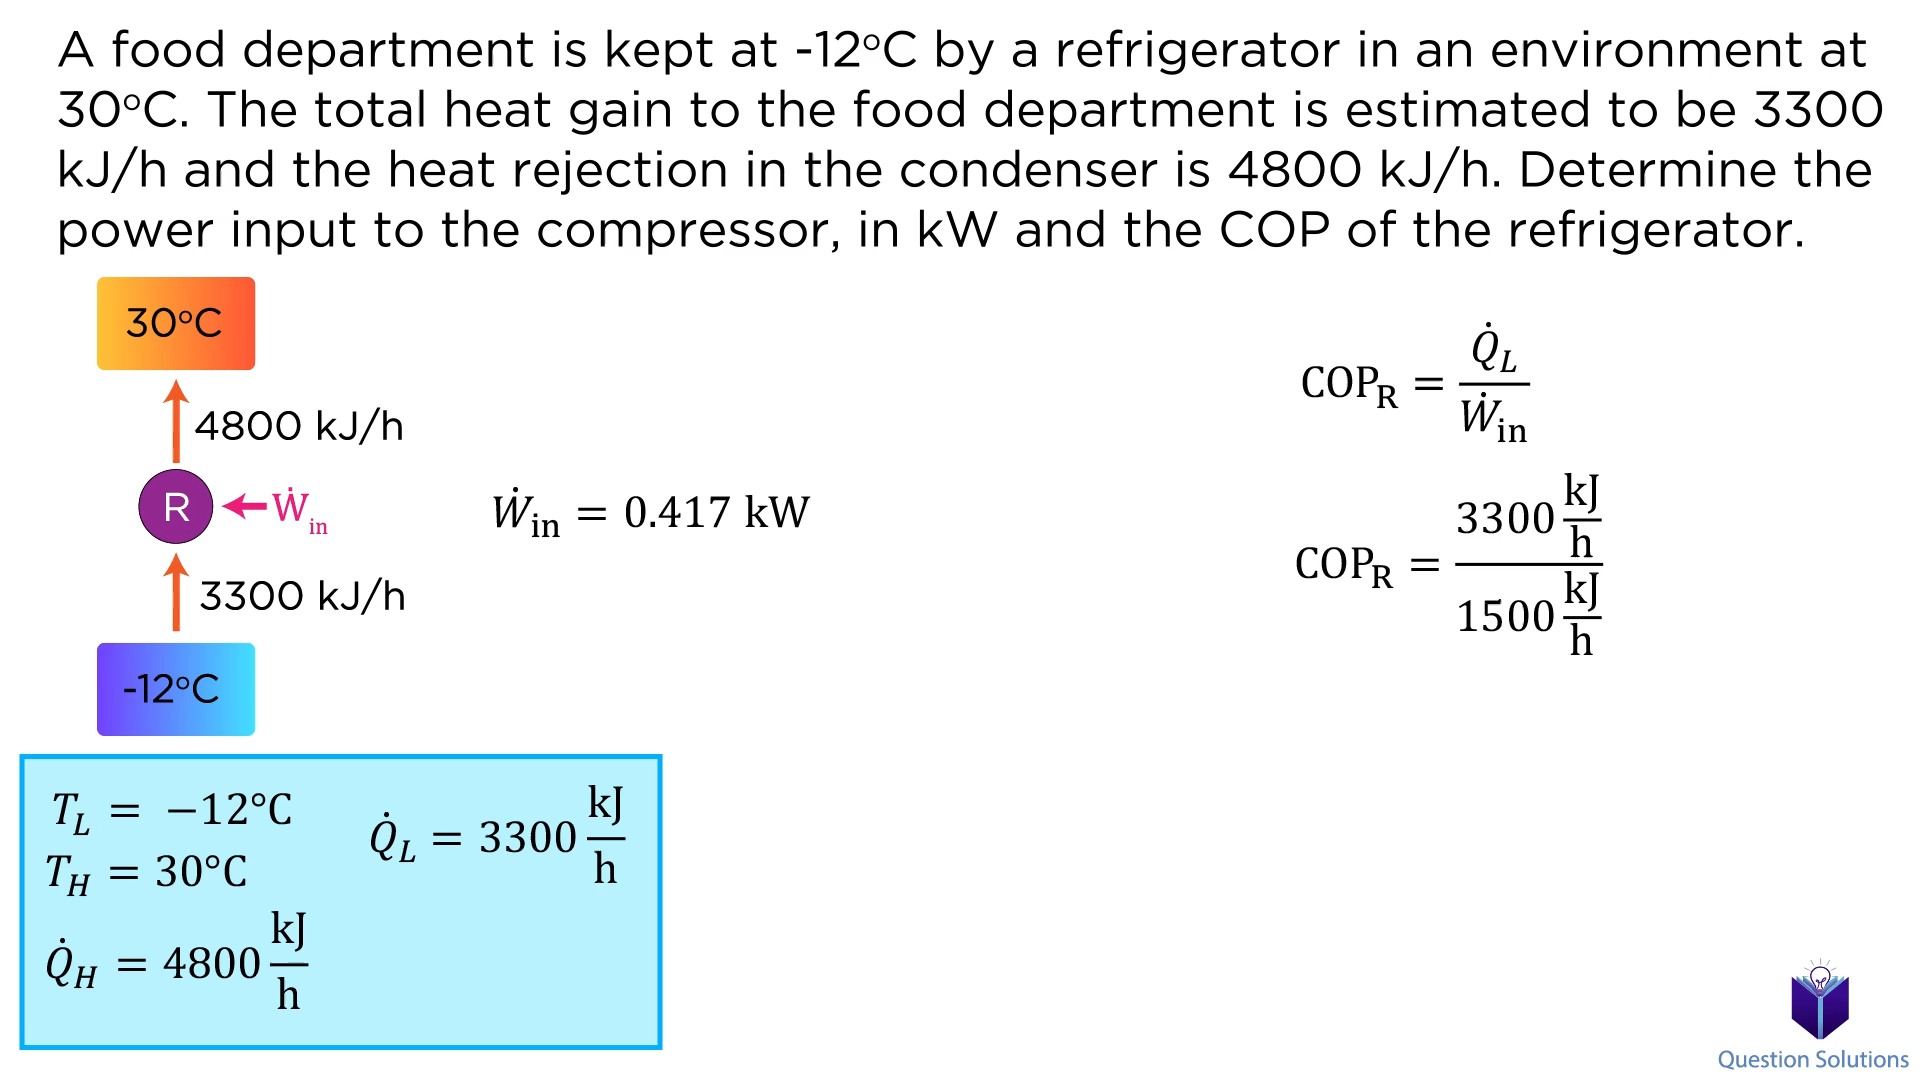 A food department is kept at -12°C by a refrigerator in an environment at
30°C. The total heat gain to the food department is estimated to be 3300
kJ/h and the heat rejection in the condenser is 4800 kJ/h. Determine the
power input to the compressor, in kW and the COP of the refrigerator.
30°C
4800 kJ/h
R
Ẇin
3300 kJ/h
-12°C
Ẇin = 0.417 kW
COP_R = Q̇_L / Ẇin
COP_R = 3300 kJ/h / 1500 kJ/h
T_L = −12°C
T_H = 30°C
Q̇_H = 4800 kJ/h
Q̇_L = 3300 kJ/h
Question Solutions